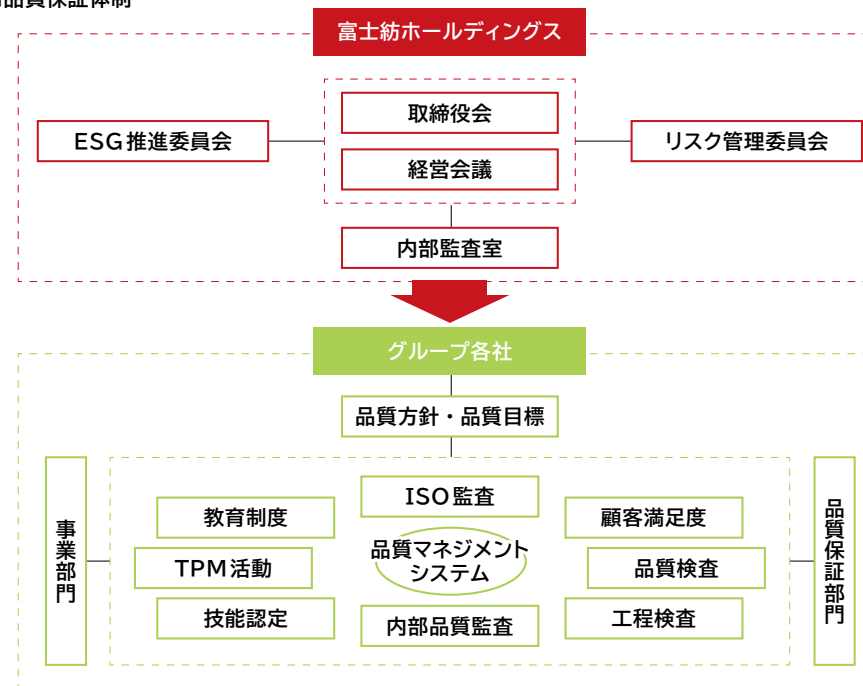 品質保証体制
富士紡ホールディングス
取締役会
ESG推進委員会
リスク管理委員会
経営会議
内部監査室
グループ各社
品質方針・品質目標
事業部門
ISO監査
教育制度
顧客満足度
品質マネジメント
システム
TPM活動
品質検査
技能認定
内部品質監査
工程検査
品質保証部門